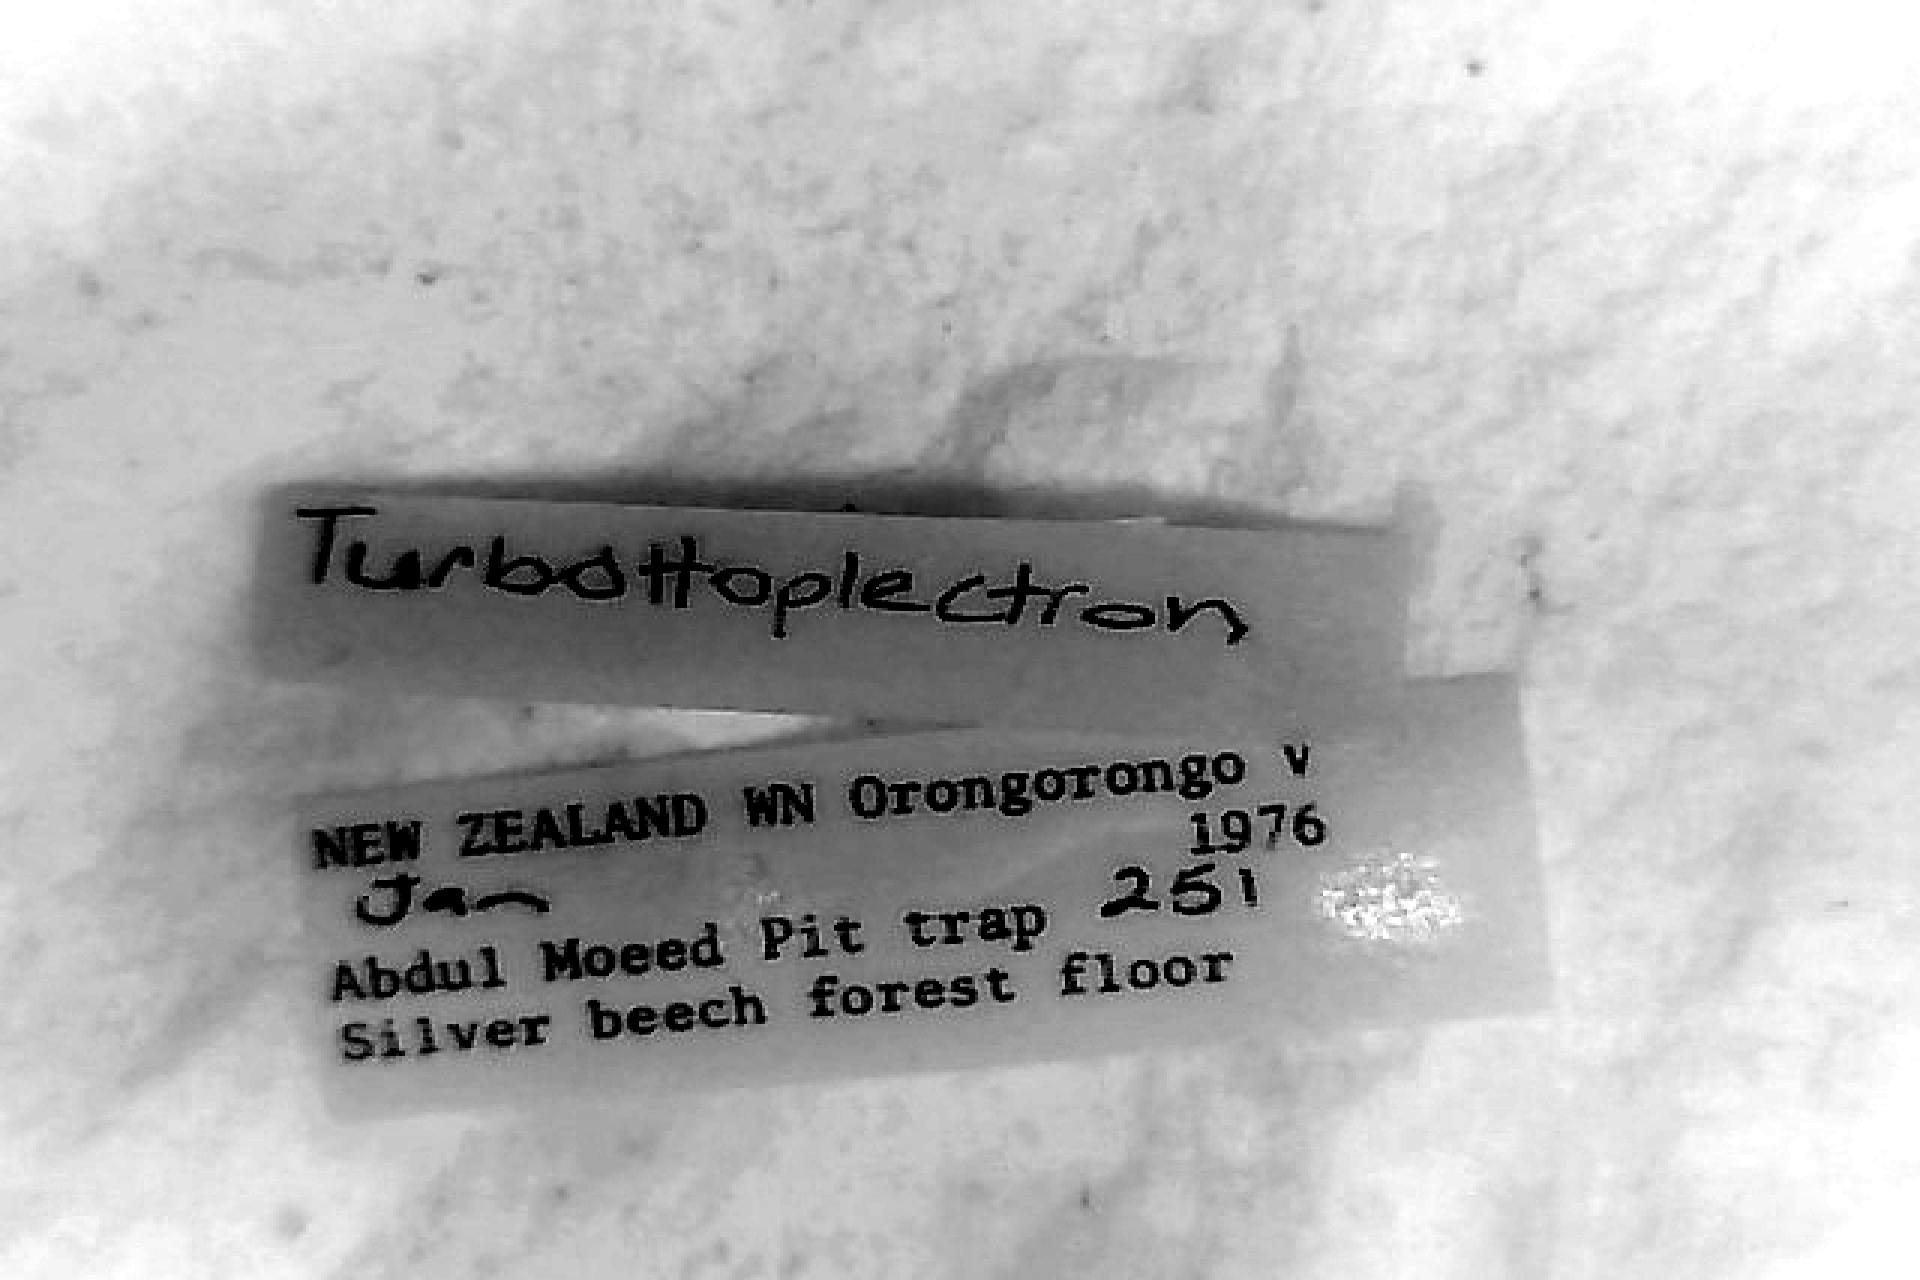 Turbottoplectron
NEW ZEALAND WN Orongorongo V
1976
Jan
Abdul Moeed Pit trap 251
Silver beech forest floor